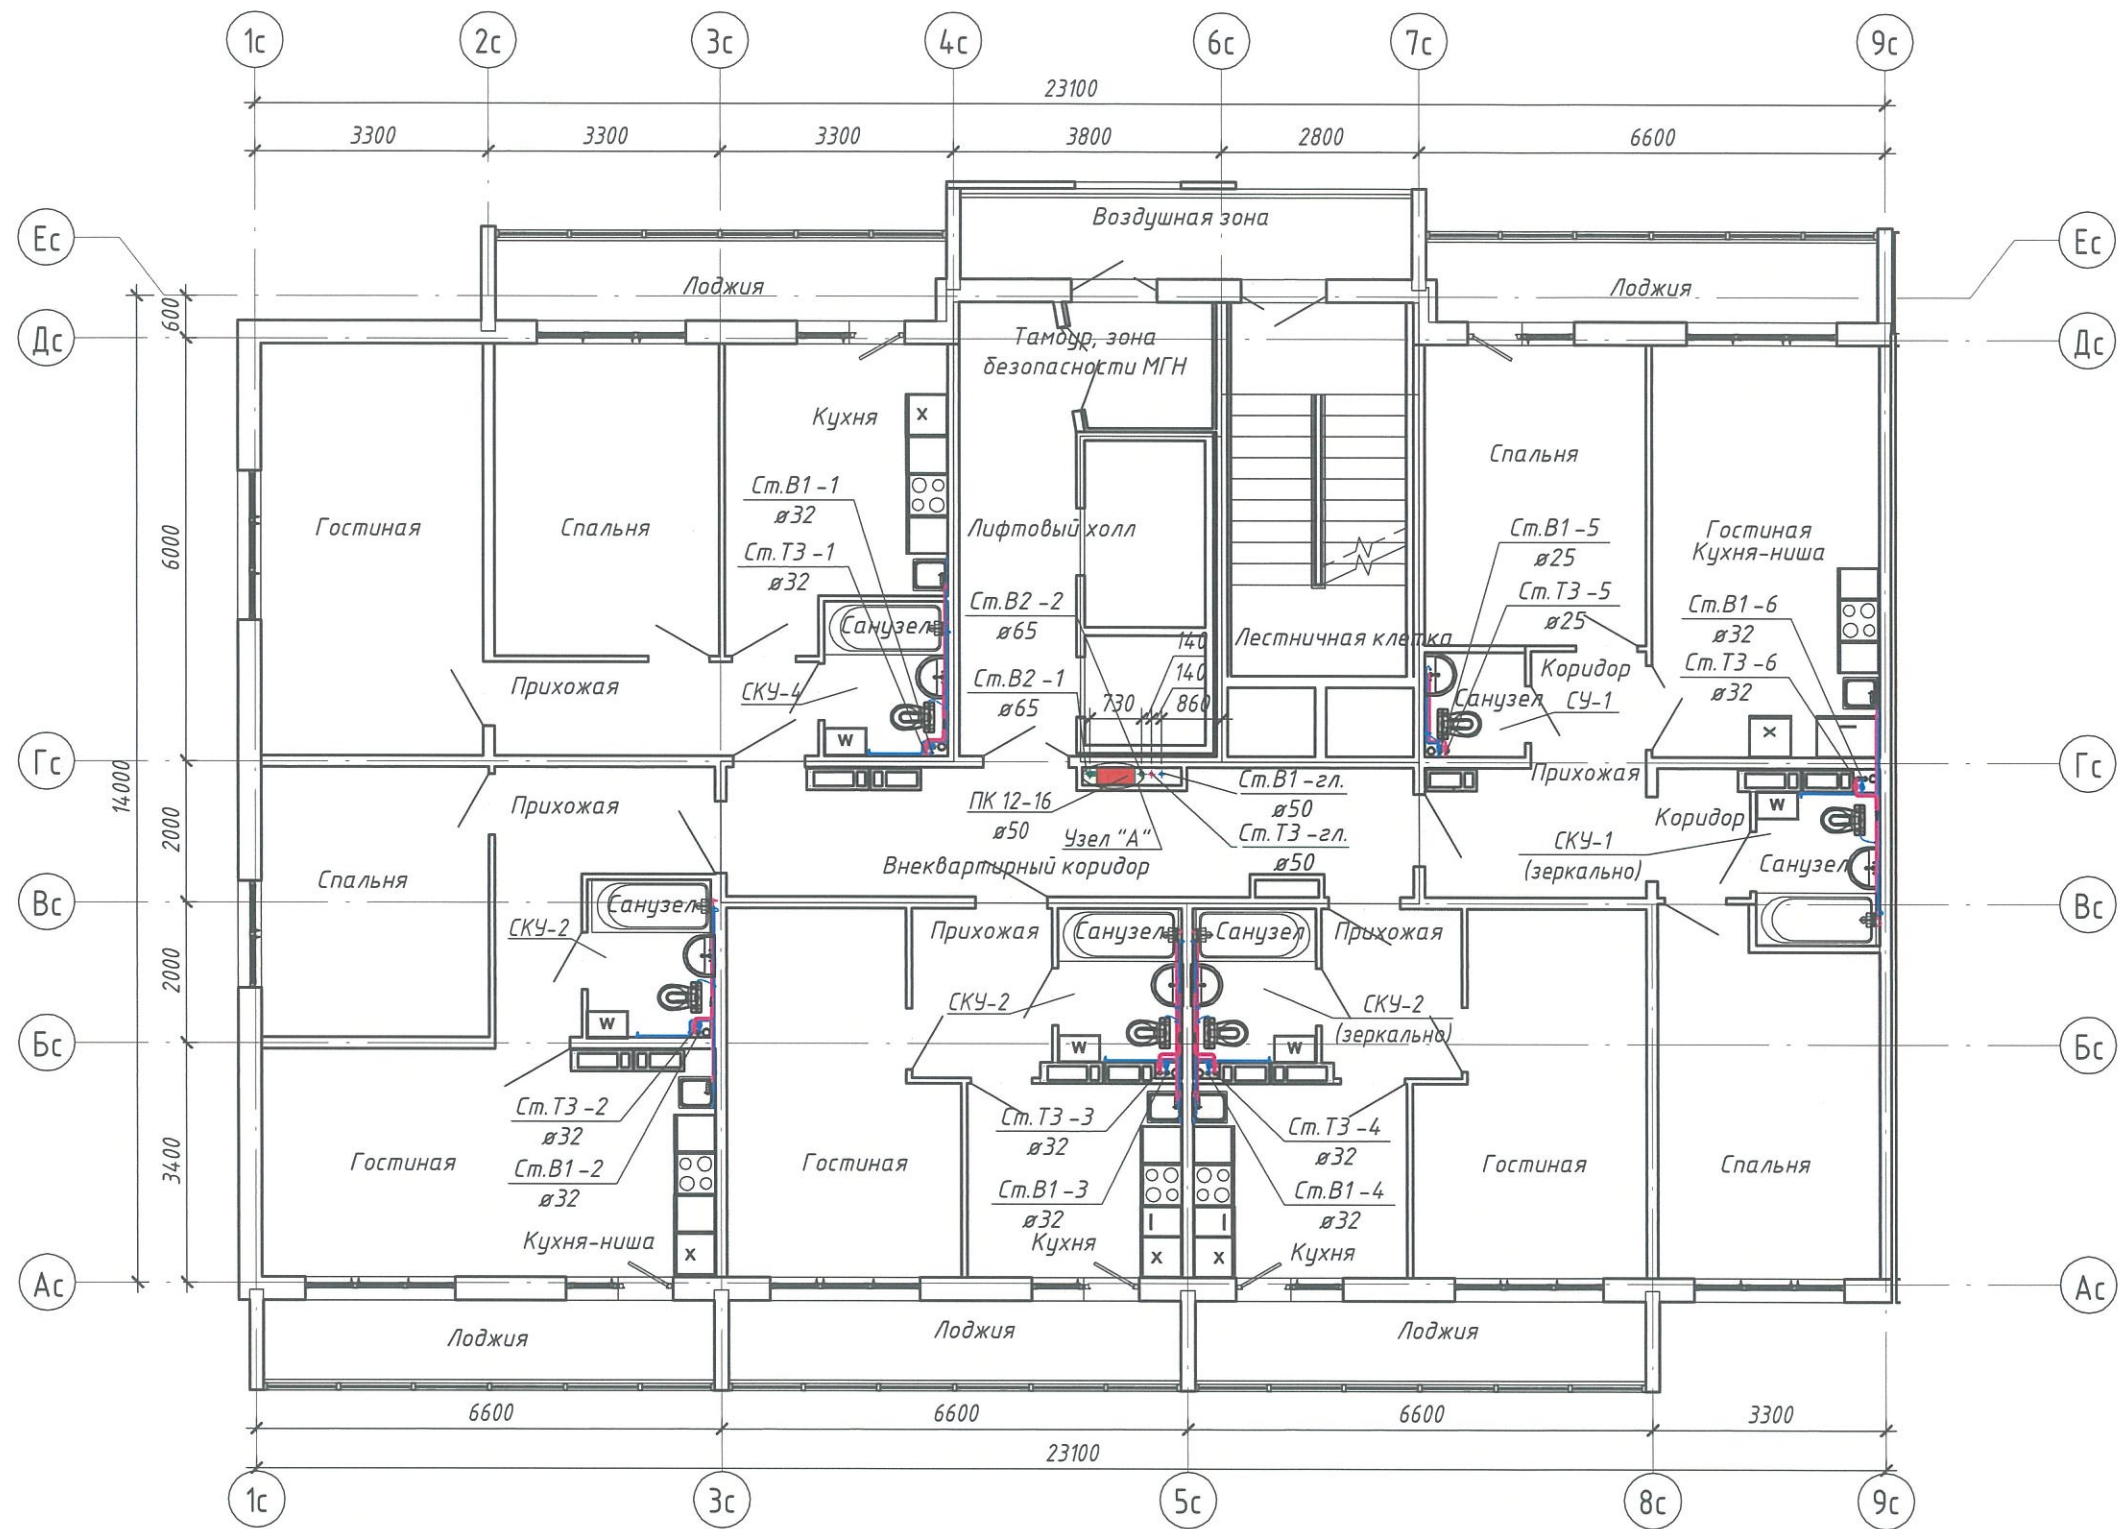 1с 2с 3с 4с 6с 7с 9с
23100
3300 3300 3300 3800 2800 6600
Воздушная зона
Ес Ес
Лоджия Лоджия
600
Дс Дс
Тамбур, зона
безопасности МГН
Кухня
Спальня
Ст.В1-1
ø32
Гостиная Спальня Лифтовый холл
Ст.В1-5
ø25
Гостиная
Кухня-ниша
6000
Ст.Т3-1
ø32
Ст.Т3-5
ø25
Ст.В2-2
ø65
Ст.В1-6
ø32
Санузел
Лестничная клетка
140
140
Коридор
Ст.Т3-6
ø32
Прихожая СКУ-4
Ст.В2-1
ø65
730 860
Санузел СУ-1
W
X
Гс Гс
14000
Прихожая
ПК 12-16
ø50
Ст.В1-гл.
ø50
Прихожая
W
Коридор
Узел "А"
Ст.Т3-гл.
ø50
2000
Внеквартирный коридор
СКУ-1
(зеркально)
Санузел
Спальня
Вс Вс
Санузел
СКУ-2
Прихожая Санузел Санузел Прихожая
2000
СКУ-2
СКУ-2
(зеркально)
W
W W
Бс Бс
Ст.Т3-2
ø32
Ст.Т3-3
ø32
Ст.Т3-4
ø32
3400
Гостиная
Ст.В1-2
ø32
Гостиная
Ст.В1-3
ø32
Ст.В1-4
ø32
Гостиная Спальня
Кухня-ниша
X
Кухня
X X
Кухня
Ас Ас
Лоджия Лоджия Лоджия
6600 6600 6600 3300
23100
1с 3с 5с 8с 9с
X